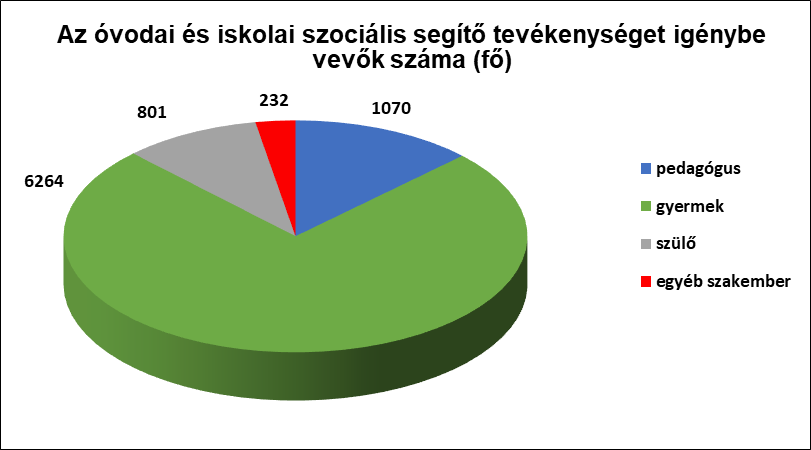 Az óvodai és iskolai szociális segítő tevékenységet igénybe
vevők száma (fő)
232
1070
801
6264
pedagógus
gyermek
szülő
egyéb szakember